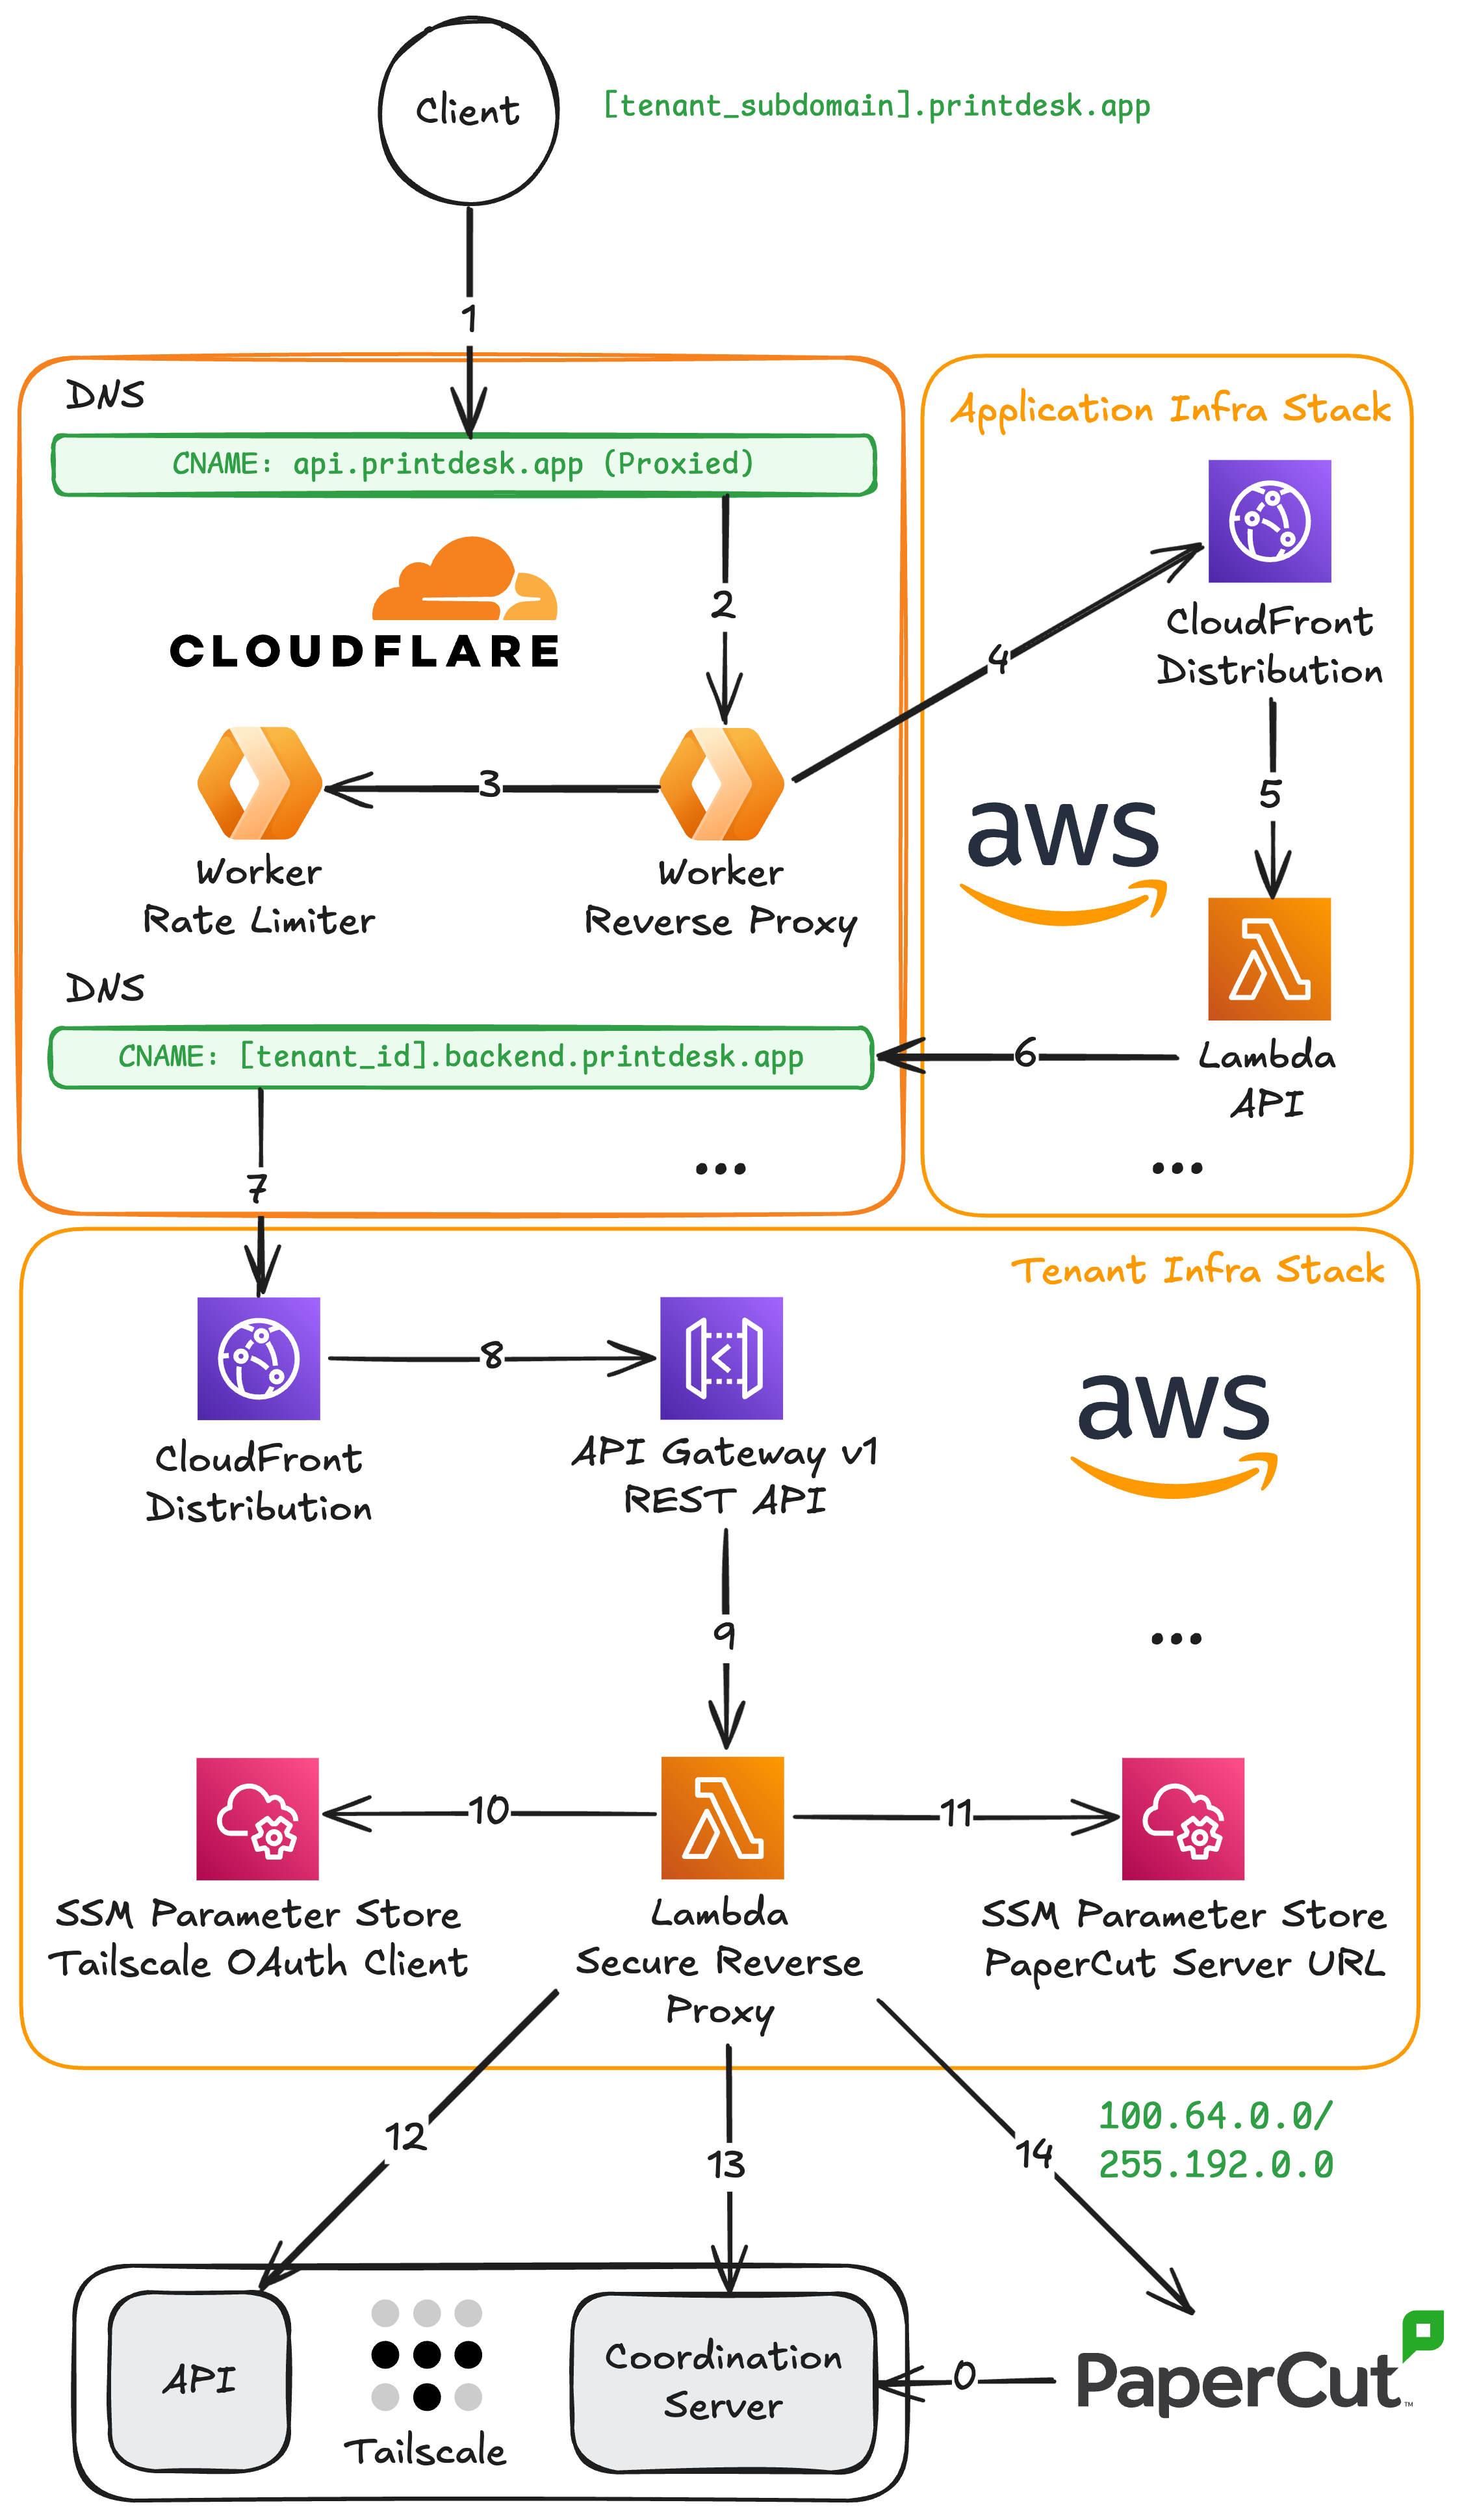 Client
[tenant_subdomain].printdesk.app
1
DNS
CNAME: api.printdesk.app (Proxied)
Application Infra Stack
CLOUDFLARE
2
4
CloudFront
Distribution
3
5
aws
Worker
Rate Limiter
Worker
Reverse Proxy
DNS
CNAME: [tenant_id].backend.printdesk.app
6
Lambda
API
...
...
7
Tenant Infra Stack
8
aws
CloudFront
Distribution
API Gateway v1
REST API
9
...
10
11
SSM Parameter Store
Tailscale OAuth Client
Lambda
Secure Reverse
Proxy
SSM Parameter Store
PaperCut Server URL
12
13
14
100.64.0.0/
255.192.0.0
API
Tailscale
Coordination
Server
0
PaperCut™